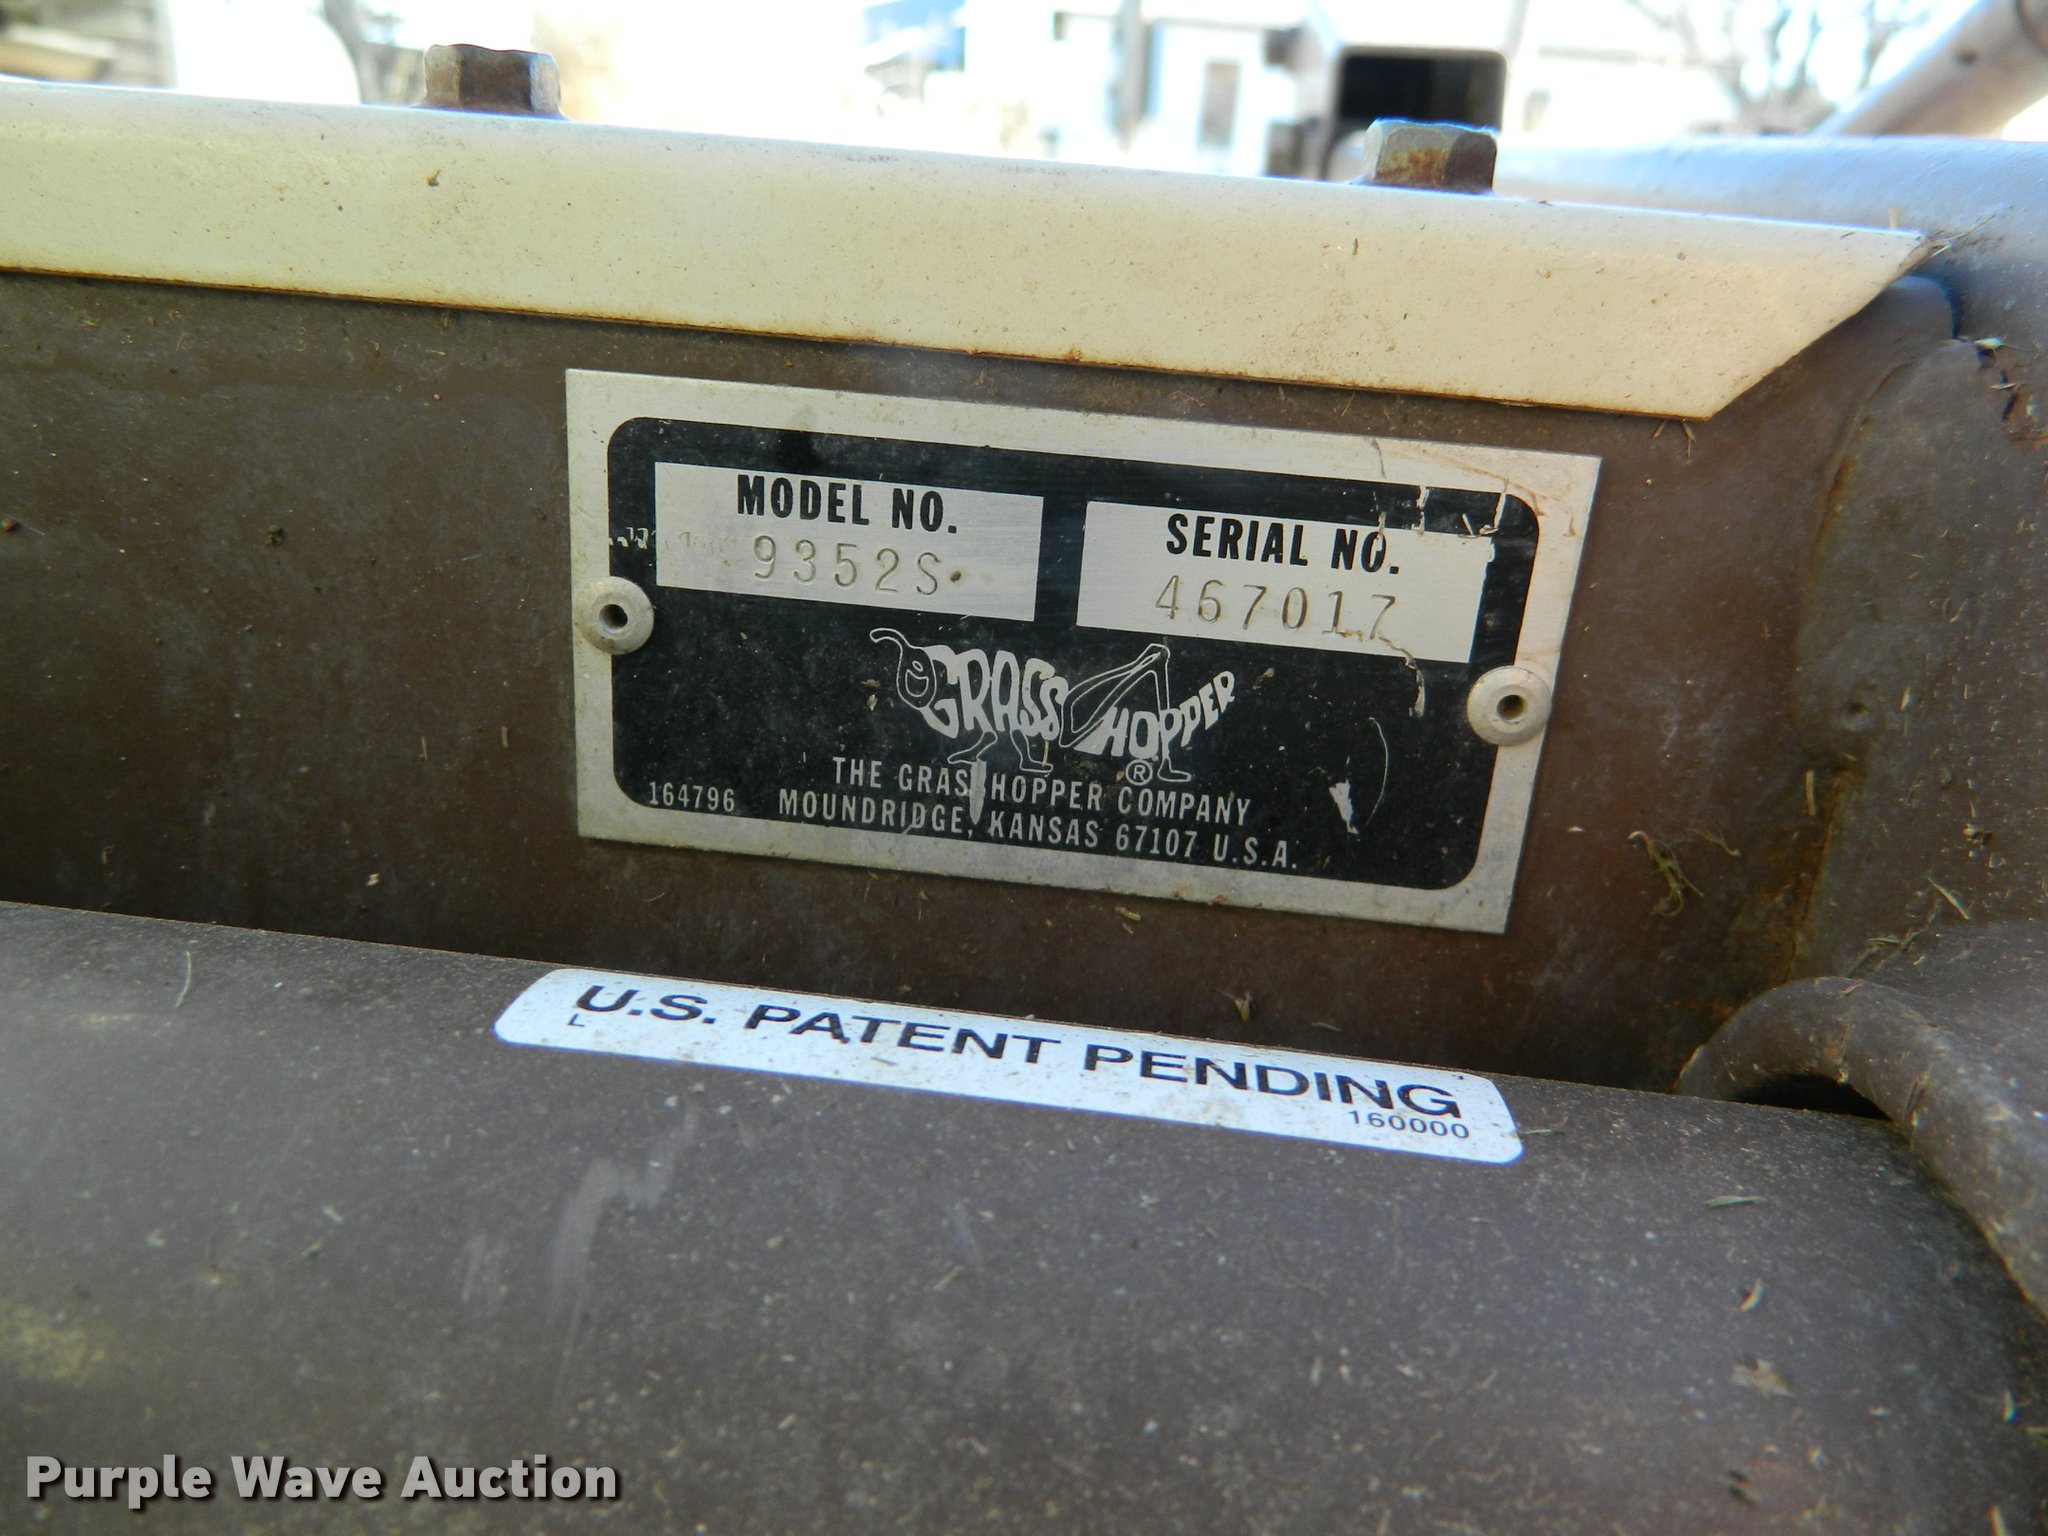 MODEL NO.
9352S
SERIAL NO.
467017
GRASSHOPPER
®
THE GRASSHOPPER COMPANY
164796 MOUNDRIDGE, KANSAS 67107 U.S.A.
U.S. PATENT PENDING
L
160000
Purple Wave Auction